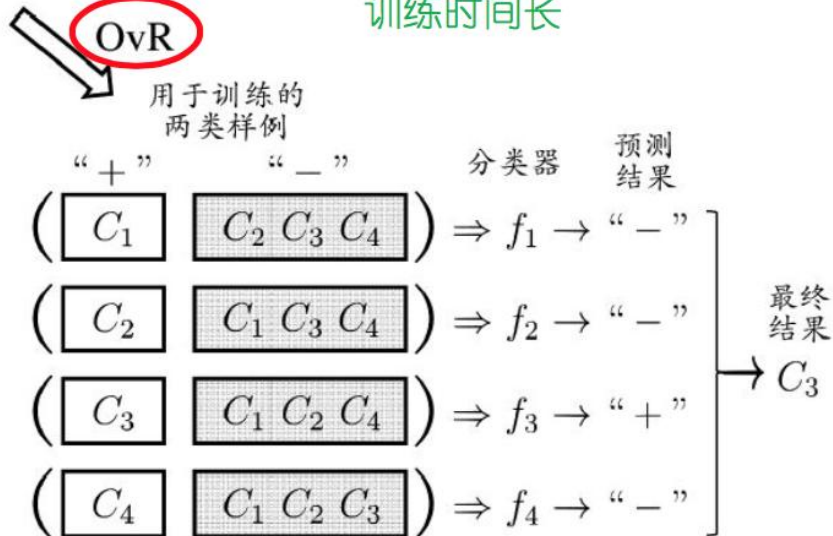 训练时间长
OvR
用于训练的
两类样例
“+” “−” 分类器 预测
结果
( C₁ C₂ C₃ C₄ ) ⇒ f₁ → “−”
( C₂ C₁ C₃ C₄ ) ⇒ f₂ → “−”
最终
结果
C₃
( C₃ C₁ C₂ C₄ ) ⇒ f₃ → “+”
( C₄ C₁ C₂ C₃ ) ⇒ f₄ → “−”